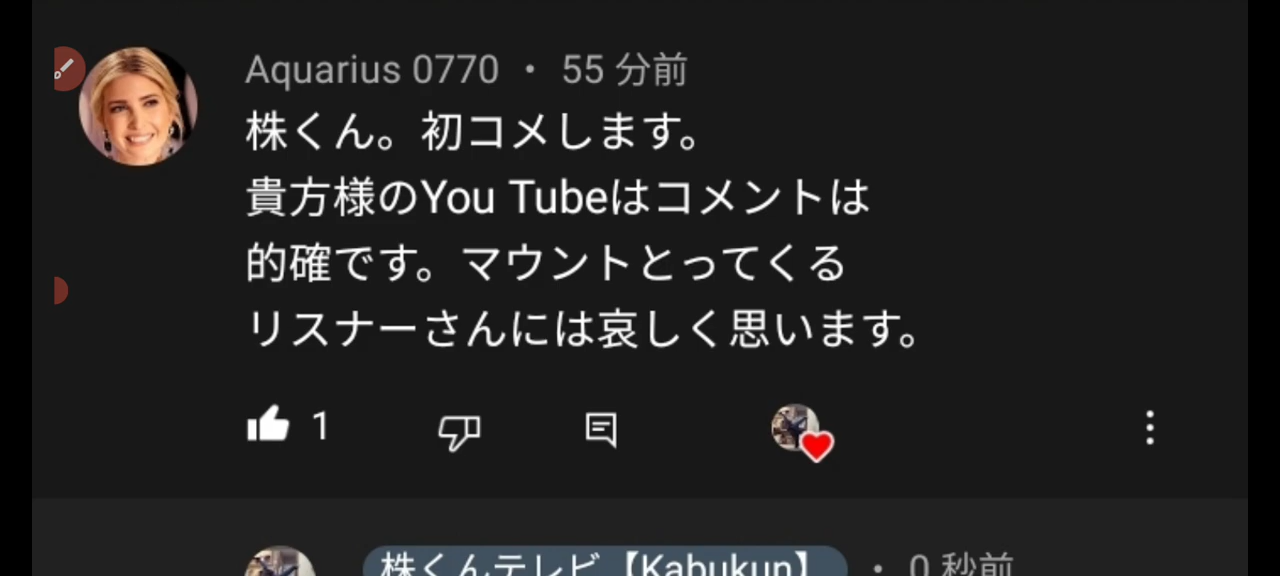 Aquarius 0770 ・ 55 分前
株くん。初コメします。
貴方様のYou Tubeはコメントは
的確です。マウントとってくる
リスナーさんには哀しく思います。
1
株くんテレビ【Kabukun】 ・ 0 秒前